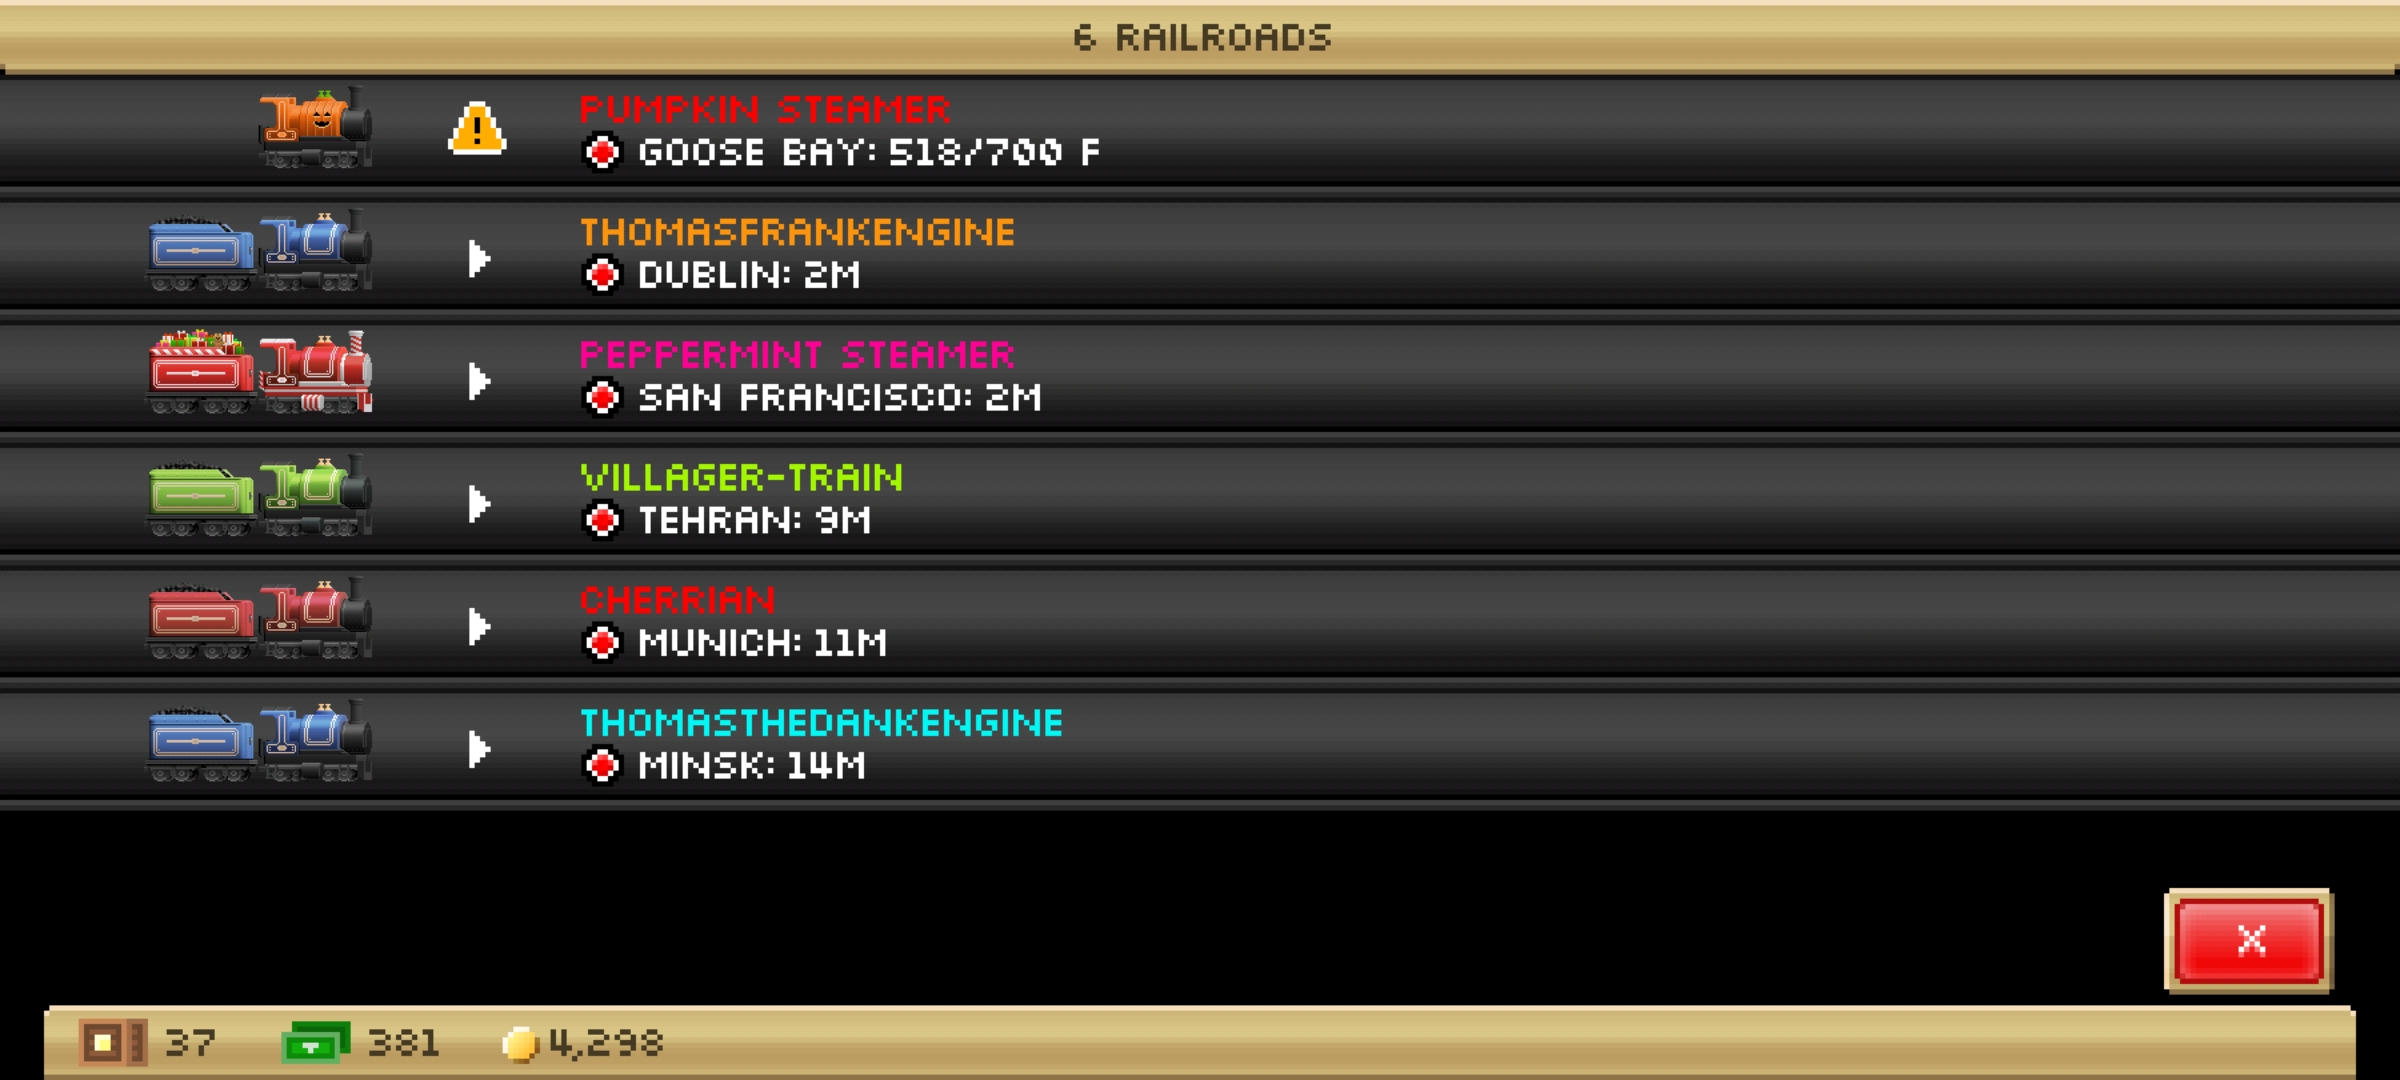 6 RAILROADS
PUMPKIN STEAMER
GOOSE BAY: 518/700 F
THOMASFRANKENGINE
DUBLIN: 2M
PEPPERMINT STEAMER
SAN FRANCISCO: 2M
VILLAGER-TRAIN
TEHRAN: 9M
CHERRIAN
MUNICH: 11M
THOMASTHEDANKENGINE
MINSK: 14M
X
37 381 4,298